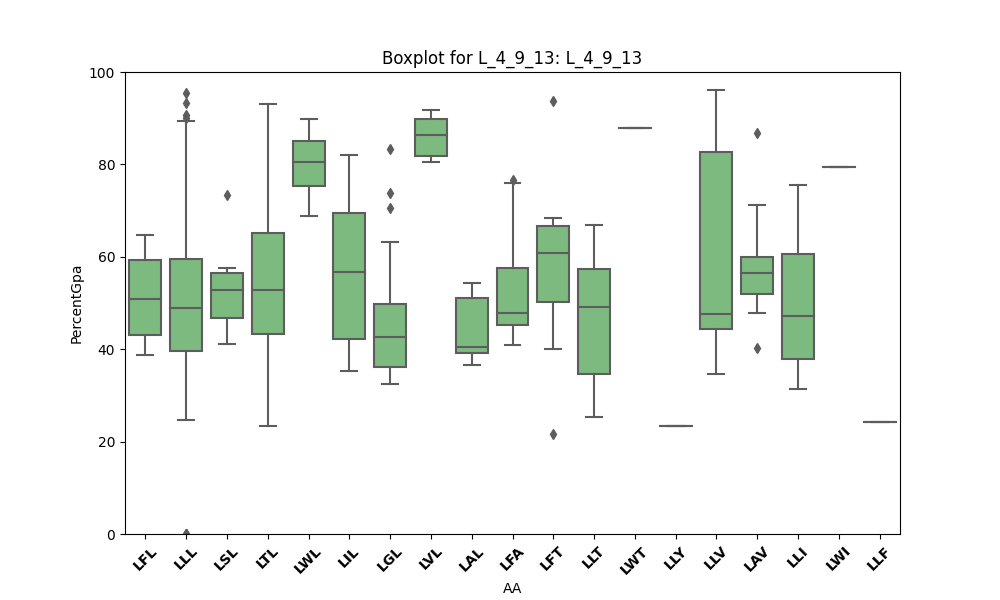 Boxplot for L_4_9_13: L_4_9_13
100
80
60
40
20
0
PercentGpa
LFL LLL LSL LTL LWL LIL LGL LVL LAL LFA LFT LLT LWT LLY LLV LAV LLI LWI LLF
AA